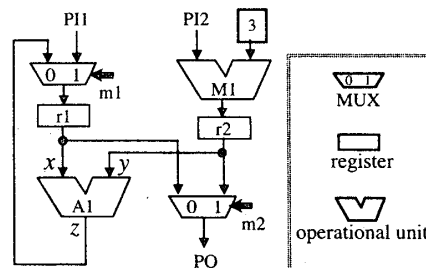 PI1
PI2
3
0 1
m1
M1
r1
r2
x
y
A1
z
0 1
m2
PO
0 1
MUX
register
operational unit